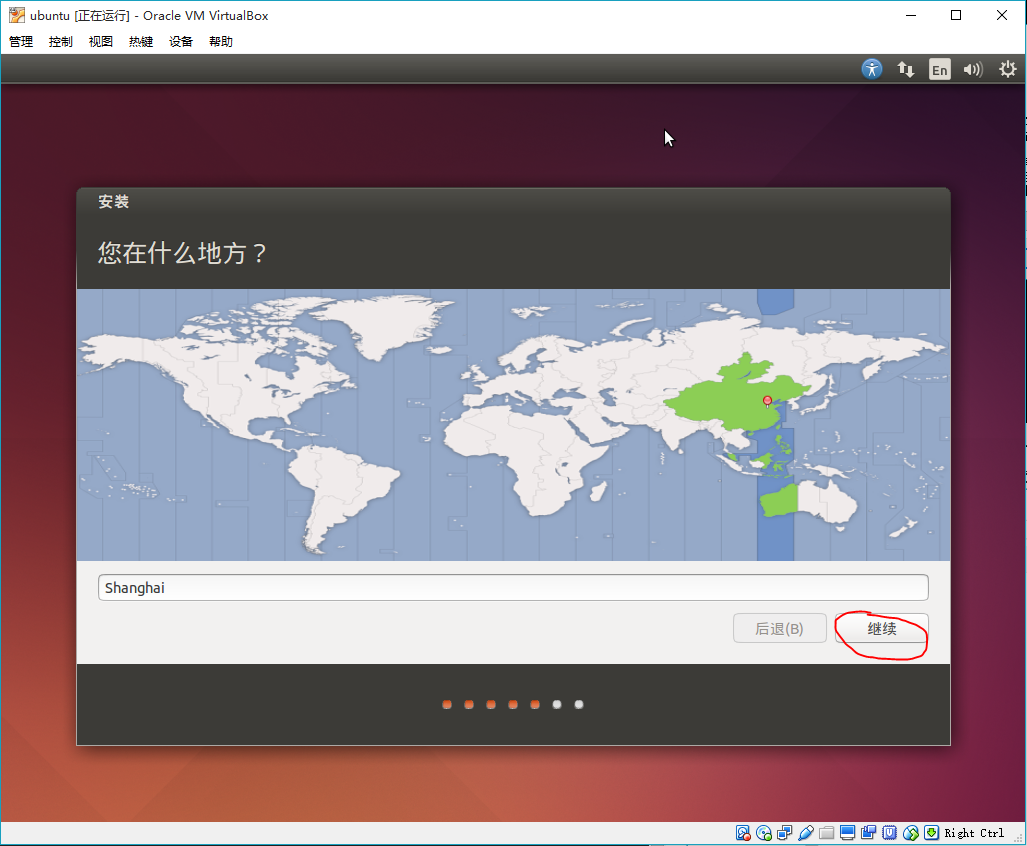 ubuntu [正在运行] - Oracle VM VirtualBox
管理 控制 视图 热键 设备 帮助
En
安装
您在什么地方？
Shanghai
后退(B) 继续
Right Ctrl